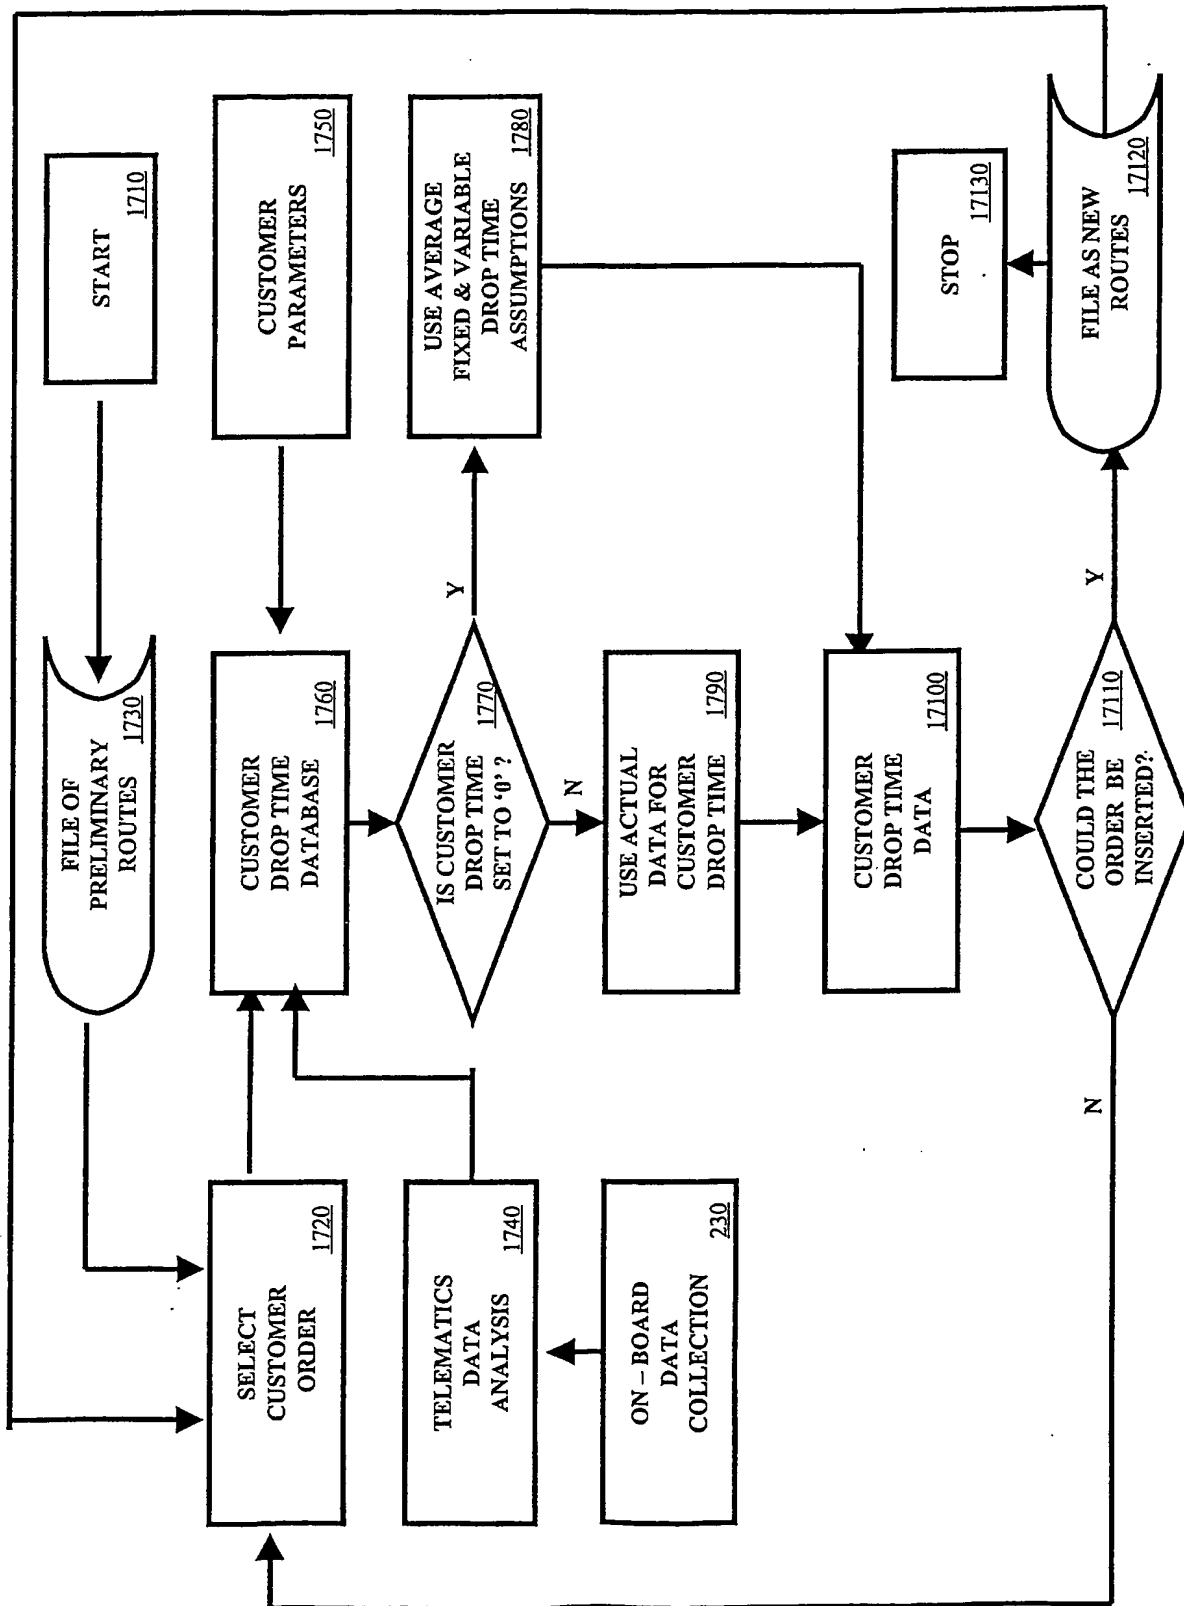 START
1710
FILE OF
PRELIMINARY
ROUTES
1730
SELECT
CUSTOMER
ORDER
1720
CUSTOMER
PARAMETERS
1750
CUSTOMER
DROP TIME
DATABASE
1760
TELEMATICS
DATA
ANALYSIS
1740
ON – BOARD
DATA
COLLECTION
230
IS CUSTOMER
DROP TIME
SET TO ‘0’ ?
1770
Y
N
USE AVERAGE
FIXED & VARIABLE
DROP TIME
ASSUMPTIONS
1780
USE ACTUAL
DATA FOR
CUSTOMER
DROP TIME
1790
CUSTOMER
DROP TIME
DATA
17100
COULD THE
ORDER BE
INSERTED?
17110
N
Y
FILE AS NEW
ROUTES
17120
STOP
17130